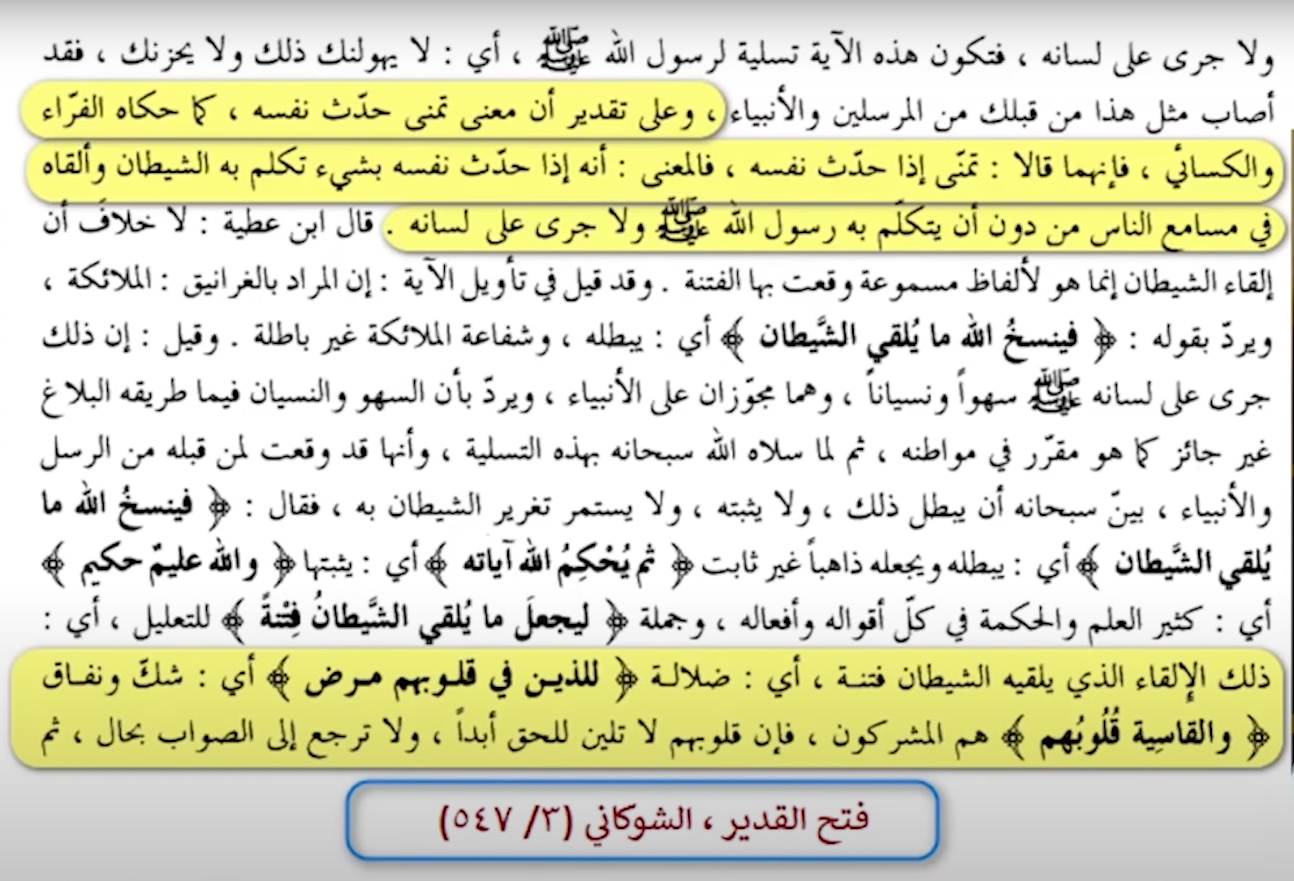 ولا جرى على لسانه ، فتكون هذه الآية تسلية لرسول الله ﷺ ، أي : لا يهولنك ذلك ولا يحزنك ، فقد
أصاب مثل هذا من قبلك من المرسلين والأنبياء ، وعلى تقدير أن معنى تمنى حدّث نفسه ، كما حكاه الفرّاء
والكسائي ، فإنهما قالا : تمنّى إذا حدّث نفسه ، فالمعنى : أنه إذا حدّث نفسه بشيء تكلم به الشيطان وألقاه
في مسامع الناس من دون أن يتكلّم به رسول الله ﷺ ولا جرى على لسانه . قال ابن عطية : لا خلافَ أن
إلقاء الشيطان إنما هو لألفاظ مسموعة وقعت بها الفتنة . وقد قيل في تأويل الآية : إن المراد بالغرانيق : الملائكة ،
ويردّ بقوله : ﴿ فينسخُ الله ما يُلقي الشَّيطان ﴾ أي : يبطله ، وشفاعة الملائكة غير باطلة . وقيل : إن ذلك
جرى على لسانه ﷺ سهواً ونسياناً ، وهما مجوّزان على الأنبياء ، ويردّ بأن السهو والنسيان فيما طريقه البلاغ
غير جائز كما هو مقرّر في مواطنه ، ثم لما سلاه الله سبحانه بهذه التسلية ، وأنها قد وقعت لمن قبله من الرسل
والأنبياء ، بينّ سبحانه أن يبطل ذلك ، ولا يثبته ، ولا يستمر تغرير الشيطان به ، فقال : ﴿ فينسخُ الله ما
يُلقي الشَّيطان ﴾ أي : يبطله ويجعله ذاهباً غير ثابت ﴿ ثم يُحْكِمُ الله آياته ﴾ أي : يثبتها ﴿ والله عليمٌ حكيم ﴾
أي : كثير العلم والحكمة في كلّ أقواله وأفعاله ، وجملة ﴿ ليجعلَ ما يُلقي الشَّيطانُ فِتْنةً ﴾ للتعليل ، أي :
ذلك الإلقاء الذي يلقيه الشيطان فتنة ، أي : ضلالة ﴿ للذين في قلوبهم مرض ﴾ أي : شكّ ونفاق
﴿ والقاسِية قُلُوبُهم ﴾ هم المشركون ، فإن قلوبهم لا تلين للحق أبداً ، ولا ترجع إلى الصواب بحال ، ثم
فتح القدير ، الشوكاني (٣/ ٥٤٧)